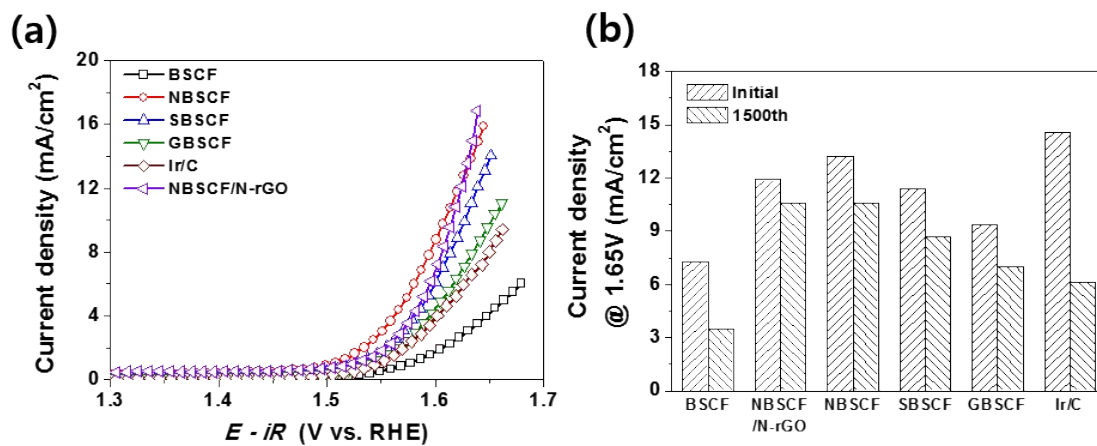 (a)
Current density (mA/cm²)
20
16
12
8
4
0
BSCF
NBSCF
SBSCF
GBSCF
Ir/C
NBSCF/N-rGO
1.3 1.4 1.5 1.6 1.7
E - iR (V vs. RHE)
(b)
Current density
@ 1.65V (mA/cm²)
18
15
12
9
6
3
0
Initial
1500th
BSCF NBSCF NBSCF SBSCF GBSCF Ir/C
/N-rGO